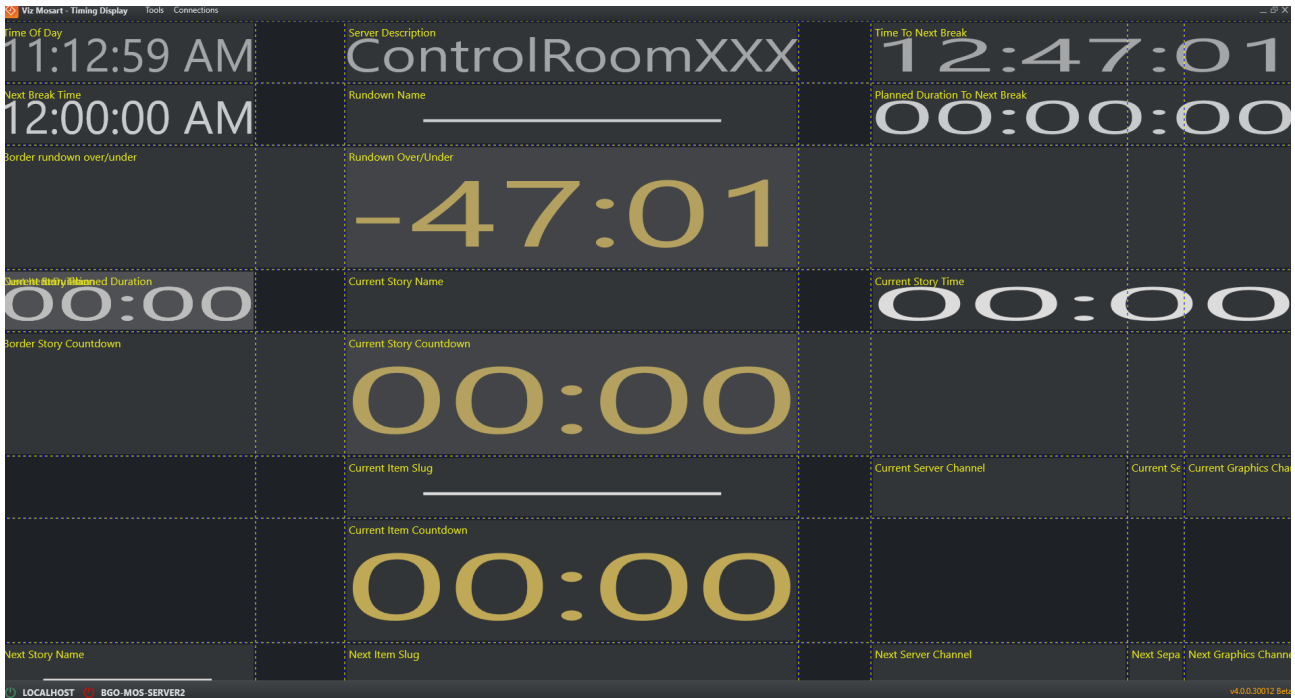 Viz Mosart - Timing Display Tools Connections
Time Of Day
11:12:59 AM
Server Description
ControlRoomXXX
Time To Next Break
12:47:01
Next Break Time
12:00:00 AM
Rundown Name
Planned Duration To Next Break
00:00:00
Border rundown over/under
Rundown Over/Under
-47:01
Planned Duration
00:00
Current Story Name
Current Story Time
00:00
Border Story Countdown
Current Story Countdown
00:00
Current Item Slug
Current Server Channel
Current Se
Current Graphics Cha
Current Item Countdown
00:00
Next Story Name
Next Item Slug
Next Server Channel
Next Sepa
Next Graphics Channe
LOCALHOST BGO-MOS-SERVER2
v4.0.0.30012 Beta